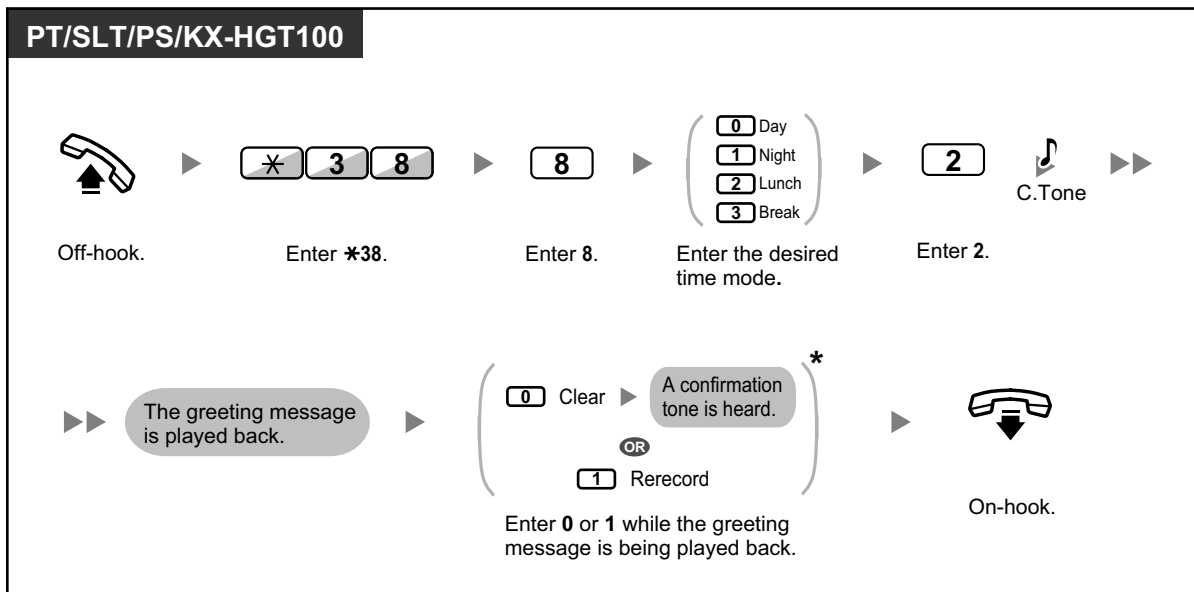 PT/SLT/PS/KX-HGT100
✳ 3 8
8
0 Day
1 Night
2 Lunch
3 Break
2
C.Tone
Off-hook.
Enter ✳38.
Enter 8.
Enter the desired
time mode.
Enter 2.
The greeting message
is played back.
0 Clear
A confirmation
tone is heard.
*
OR
1 Rerecord
Enter 0 or 1 while the greeting
message is being played back.
On-hook.